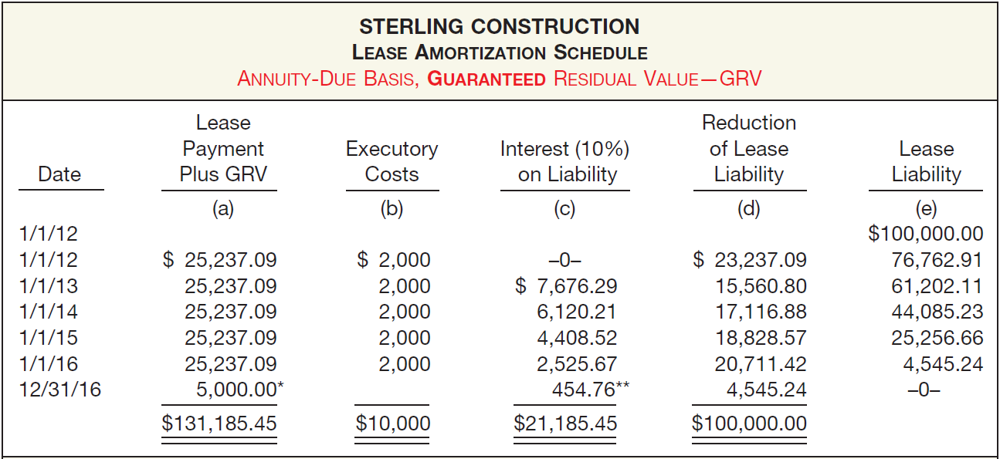 STERLING CONSTRUCTION
LEASE AMORTIZATION SCHEDULE
ANNUITY-DUE BASIS, GUARANTEED RESIDUAL VALUE—GRV
Lease Reduction
Payment Executory Interest (10%) of Lease Lease
Date Plus GRV Costs on Liability Liability Liability
(a) (b) (c) (d) (e)
1/1/12 $100,000.00
1/1/12 $ 25,237.09 $ 2,000 –0– $ 23,237.09 76,762.91
1/1/13 25,237.09 2,000 $ 7,676.29 15,560.80 61,202.11
1/1/14 25,237.09 2,000 6,120.21 17,116.88 44,085.23
1/1/15 25,237.09 2,000 4,408.52 18,828.57 25,256.66
1/1/16 25,237.09 2,000 2,525.67 20,711.42 4,545.24
12/31/16 5,000.00* 454.76** 4,545.24 –0–
$131,185.45 $10,000 $21,185.45 $100,000.00